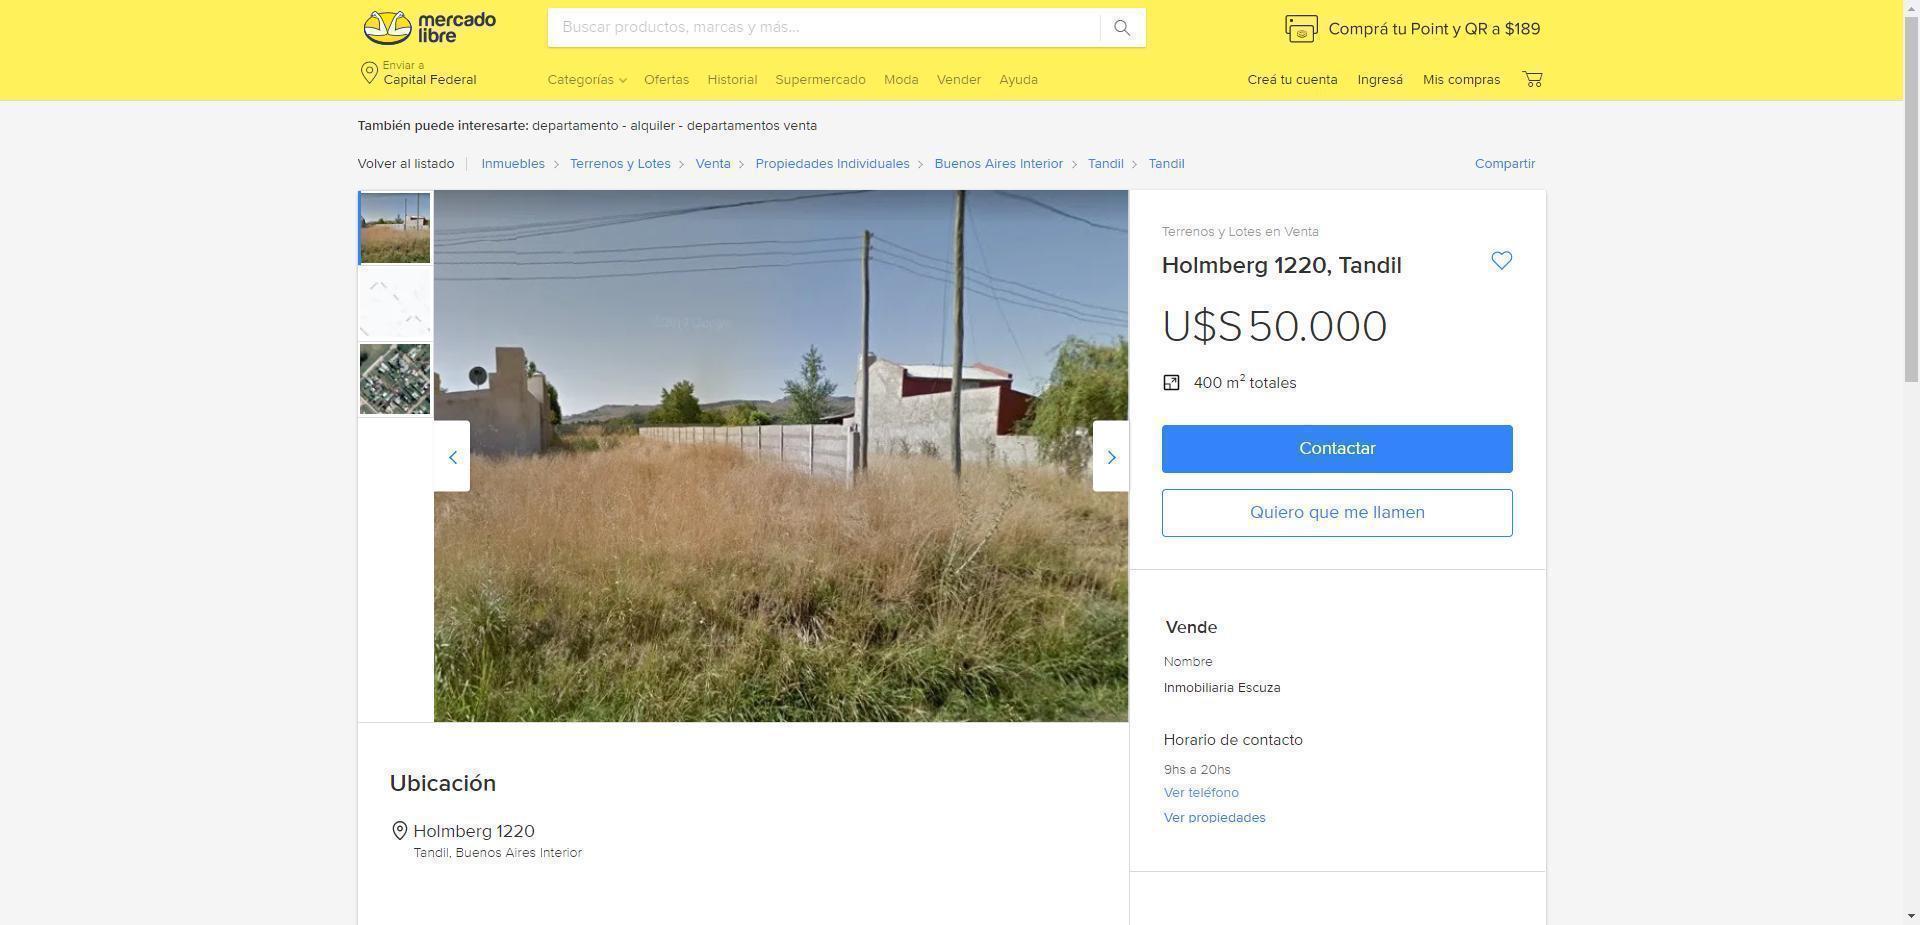 mercado
libre
Buscar productos, marcas y más...
Comprá tu Point y QR a $189
Enviar a
Capital Federal
Categorías
Ofertas
Historial
Supermercado
Moda
Vender
Ayuda
Creá tu cuenta
Ingresá
Mis compras
También puede interesarte: departamento - alquiler - departamentos venta
Volver al listado
Inmuebles > Terrenos y Lotes > Venta > Propiedades Individuales > Buenos Aires Interior > Tandil > Tandil
Compartir
Terrenos y Lotes en Venta
Holmberg 1220, Tandil
U$S 50.000
400 m² totales
Contactar
Quiero que me llamen
Vende
Nombre
Inmobiliaria Escuza
Horario de contacto
9hs a 20hs
Ver teléfono
Ver propiedades
Ubicación
Holmberg 1220
Tandil, Buenos Aires Interior